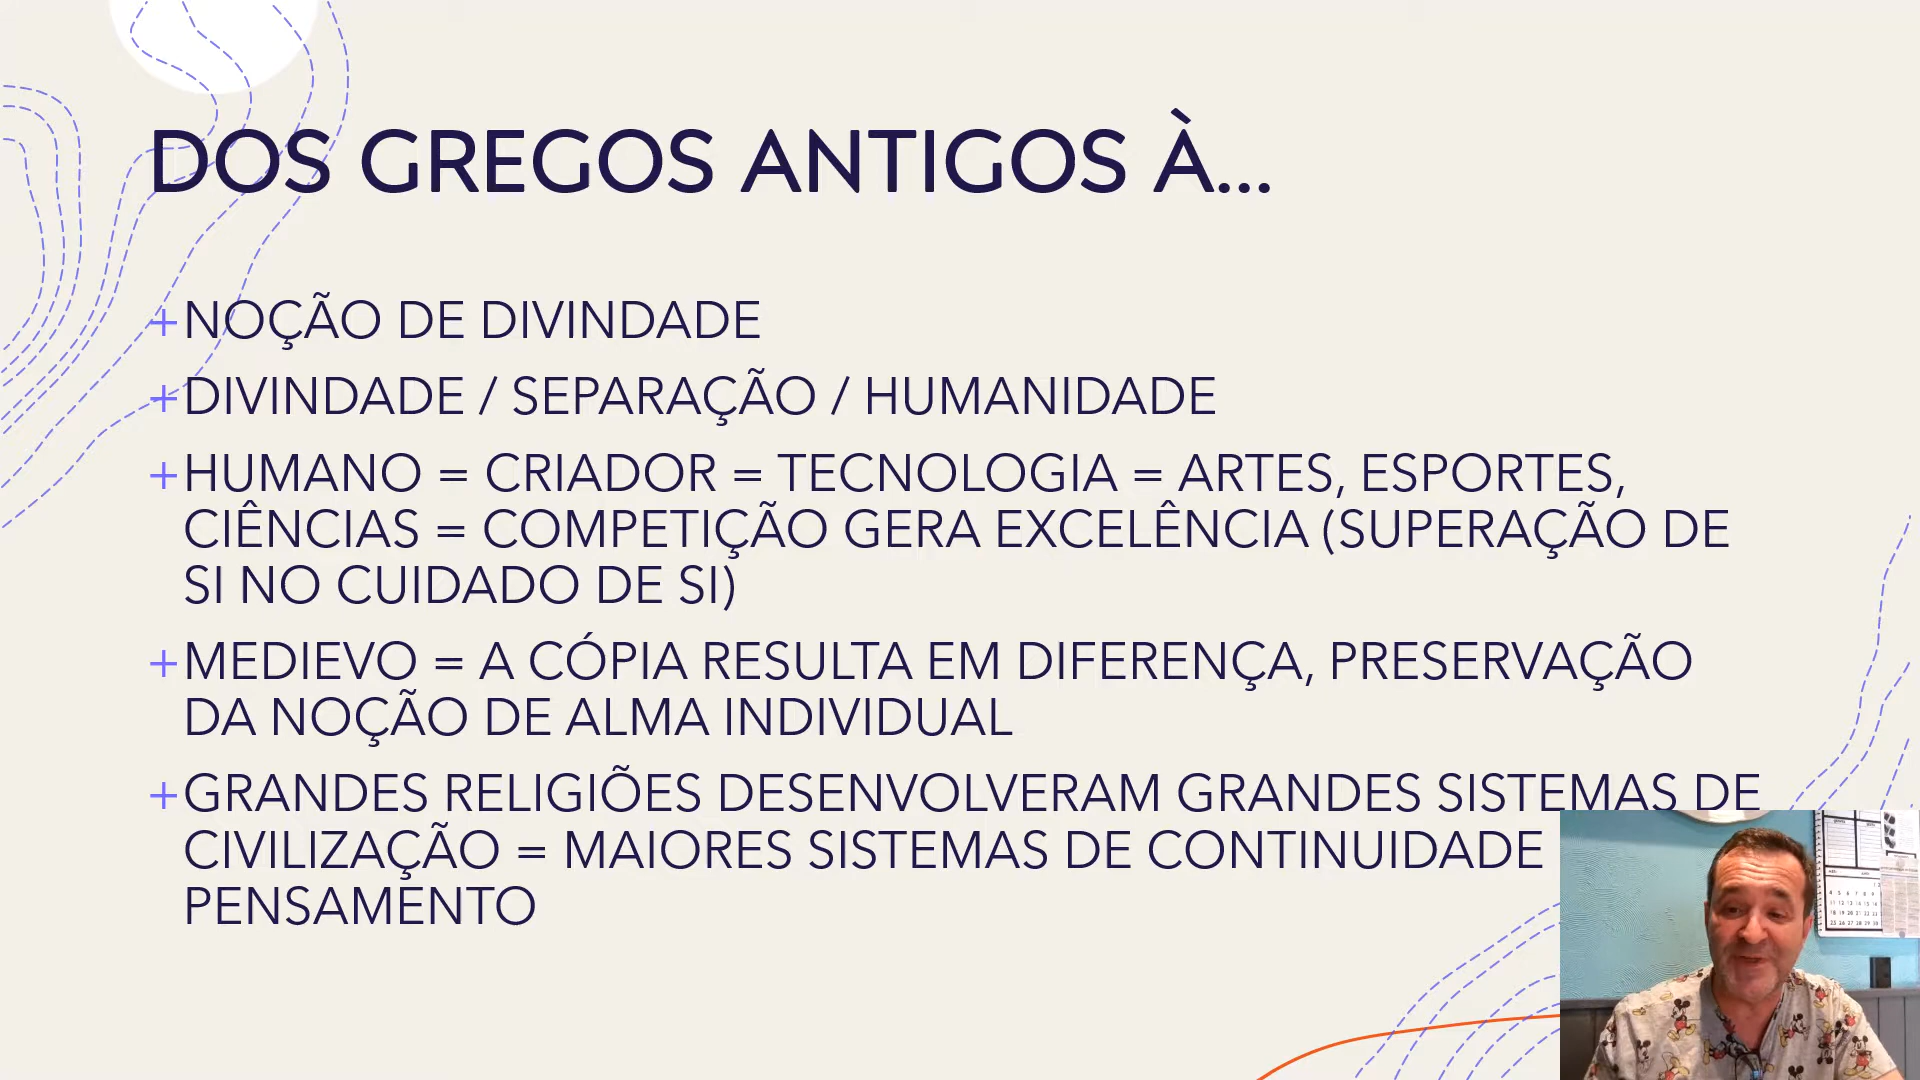 DOS GREGOS ANTIGOS À...
+NOÇÃO DE DIVINDADE
+DIVINDADE / SEPARAÇÃO / HUMANIDADE
+HUMANO = CRIADOR = TECNOLOGIA = ARTES, ESPORTES,
CIÊNCIAS = COMPETIÇÃO GERA EXCELÊNCIA (SUPERAÇÃO DE
SI NO CUIDADO DE SI)
+MEDIEVO = A CÓPIA RESULTA EM DIFERENÇA, PRESERVAÇÃO
DA NOÇÃO DE ALMA INDIVIDUAL
+GRANDES RELIGIÕES DESENVOLVERAM GRANDES SISTEMAS DE
CIVILIZAÇÃO = MAIORES SISTEMAS DE CONTINUIDADE
PENSAMENTO